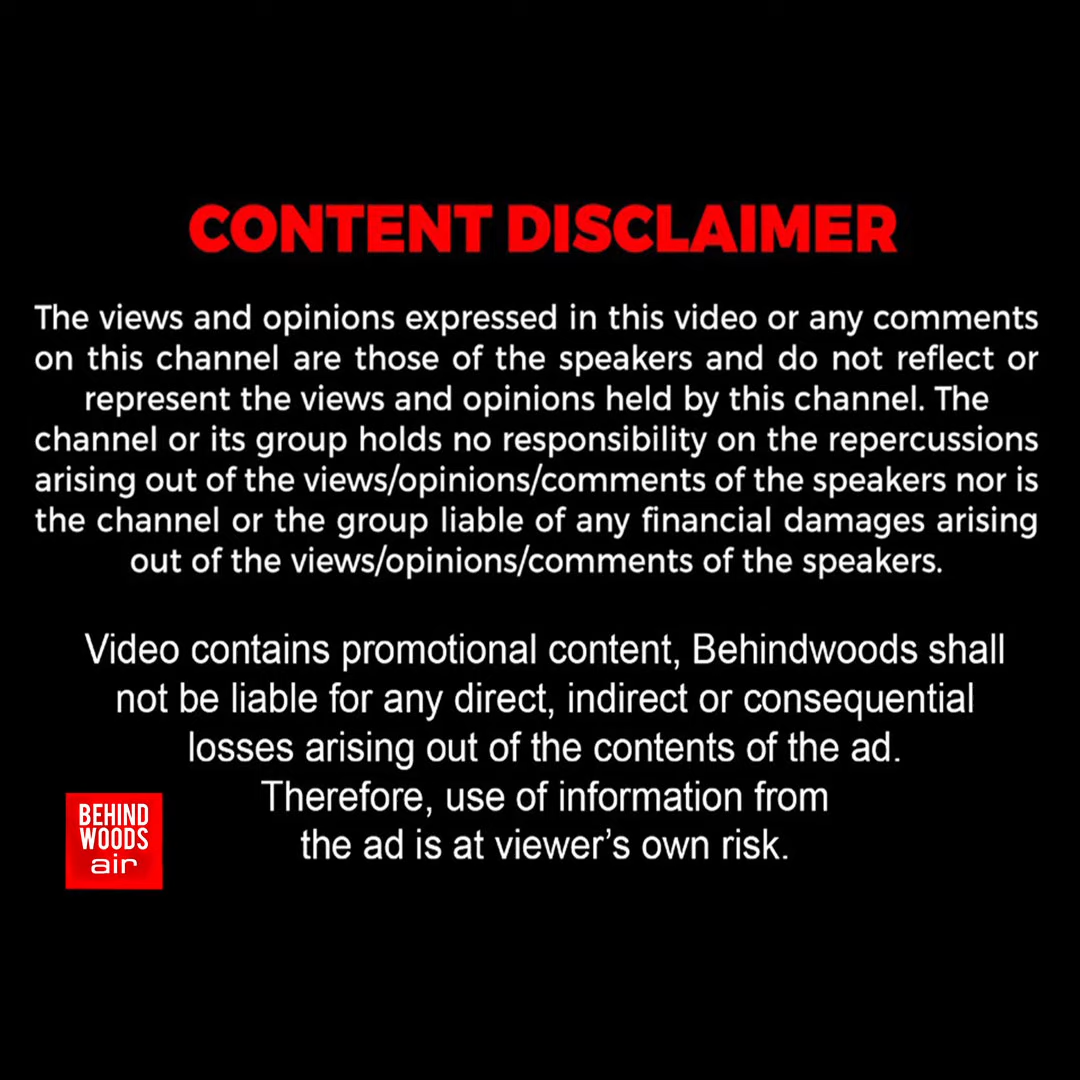 CONTENT DISCLAIMER
The views and opinions expressed in this video or any comments
on this channel are those of the speakers and do not reflect or
represent the views and opinions held by this channel. The
channel or its group holds no responsibility on the repercussions
arising out of the views/opinions/comments of the speakers nor is
the channel or the group liable of any financial damages arising
out of the views/opinions/comments of the speakers.
Video contains promotional content, Behindwoods shall
not be liable for any direct, indirect or consequential
losses arising out of the contents of the ad.
Therefore, use of information from
the ad is at viewer’s own risk.
BEHIND
WOODS
air